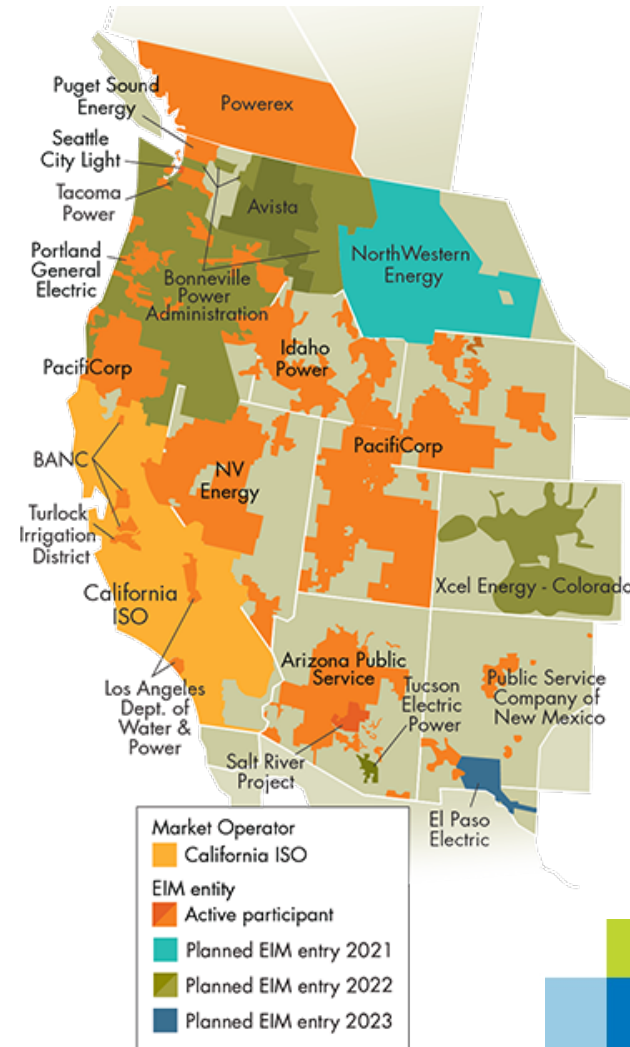 Puget Sound
Energy
Powerex
Seattle
City Light
Tacoma
Power
Avista
Portland
General
Electric
NorthWestern
Energy
Bonneville
Power
Administration
Idaho
Power
PacifiCorp
PacifiCorp
BANC
NV
Energy
Turlock
Irrigation
District
Xcel Energy - Colorado
California
ISO
Arizona Public
Service
Los Angeles
Dept. of
Water &
Power
Tucson
Electric
Power
Public Service
Company of
New Mexico
Salt River
Project
El Paso
Electric
Market Operator
California ISO
EIM entity
Active participant
Planned EIM entry 2021
Planned EIM entry 2022
Planned EIM entry 2023